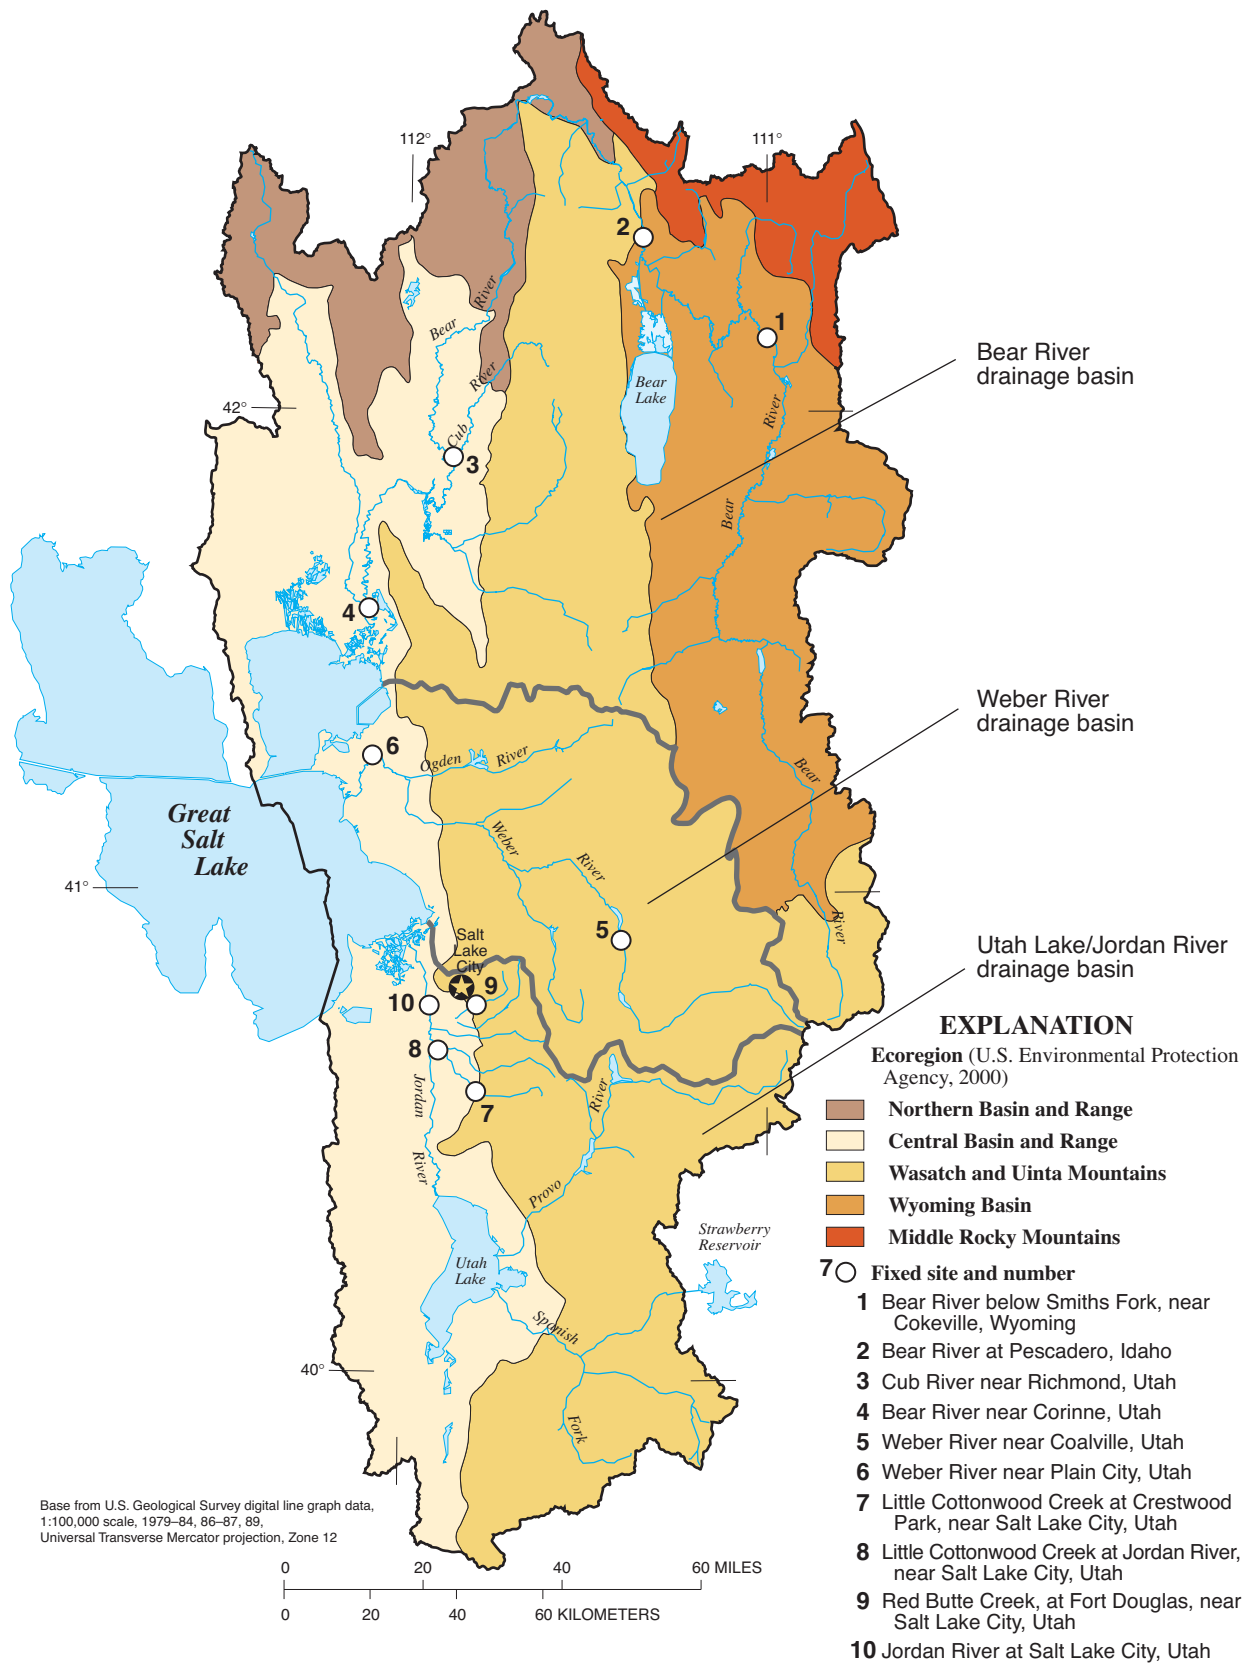 112°
111°
2
1
River
Bear
Bear River
drainage basin
River
Bear
Lake
42°
River
Cub
3
Bear
4
Weber River
drainage basin
6
Ogden
River
Bear
Great
Salt
Lake
Weber
River
41°
River
5
Salt
Lake
City
Utah Lake/Jordan River
drainage basin
9
10
8
Jordan
River
7
River
Provo
Strawberry
Reservoir
Utah
Lake
Spanish
Fork
40°
EXPLANATION
Ecoregion (U.S. Environmental Protection
Agency, 2000)
Northern Basin and Range
Central Basin and Range
Wasatch and Uinta Mountains
Wyoming Basin
Middle Rocky Mountains
7 Fixed site and number
1 Bear River below Smiths Fork, near
Cokeville, Wyoming
2 Bear River at Pescadero, Idaho
3 Cub River near Richmond, Utah
4 Bear River near Corinne, Utah
5 Weber River near Coalville, Utah
6 Weber River near Plain City, Utah
7 Little Cottonwood Creek at Crestwood
Park, near Salt Lake City, Utah
8 Little Cottonwood Creek at Jordan River,
near Salt Lake City, Utah
9 Red Butte Creek, at Fort Douglas, near
Salt Lake City, Utah
10 Jordan River at Salt Lake City, Utah
Base from U.S. Geological Survey digital line graph data,
1:100,000 scale, 1979–84, 86–87, 89,
Universal Transverse Mercator projection, Zone 12
0 20 40 60 MILES
0 20 40 60 KILOMETERS